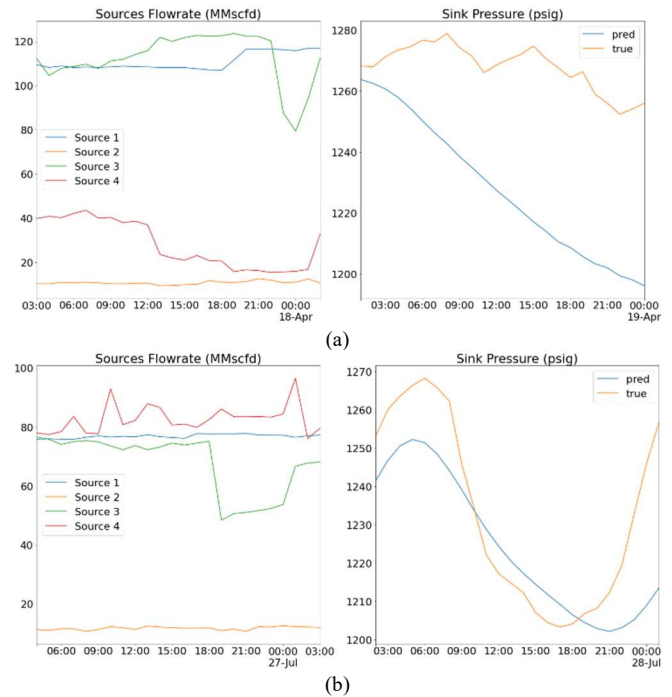 Sources Flowrate (MMscfd)
120
100
80
60
40
20
Source 1
Source 2
Source 3
Source 4
03:00 06:00 09:00 12:00 15:00 18:00 21:00 00:00
18-Apr
Sink Pressure (psig)
1280
1260
1240
1220
1200
pred
true
03:00 06:00 09:00 12:00 15:00 18:00 21:00 00:00
19-Apr
(a)
Sources Flowrate (MMscfd)
100
80
60
40
20
Source 1
Source 2
Source 3
Source 4
06:00 09:00 12:00 15:00 18:00 21:00 00:00 03:00
27-Jul
Sink Pressure (psig)
1270
1260
1250
1240
1230
1220
1210
1200
pred
true
03:00 06:00 09:00 12:00 15:00 18:00 21:00 00:00
28-Jul
(b)